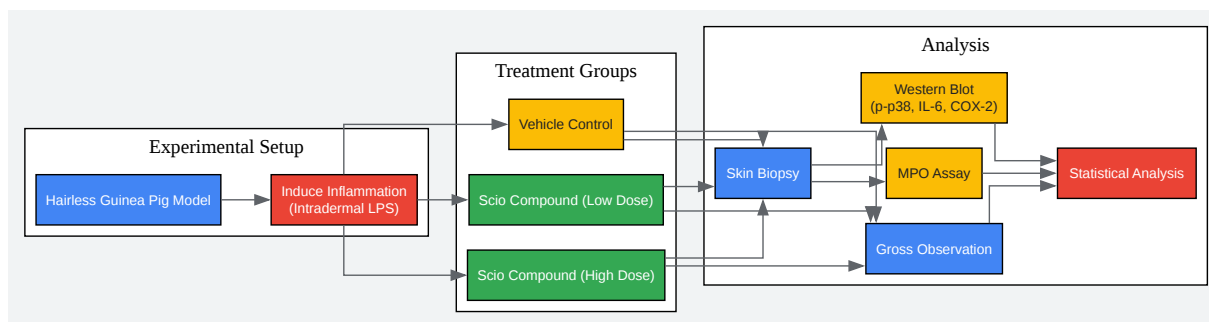 Experimental Setup
Hairless Guinea Pig Model
Induce Inflammation
(Intradermal LPS)
Treatment Groups
Vehicle Control
Scio Compound (Low Dose)
Scio Compound (High Dose)
Analysis
Western Blot
(p-p38, IL-6, COX-2)
Skin Biopsy
MPO Assay
Statistical Analysis
Gross Observation